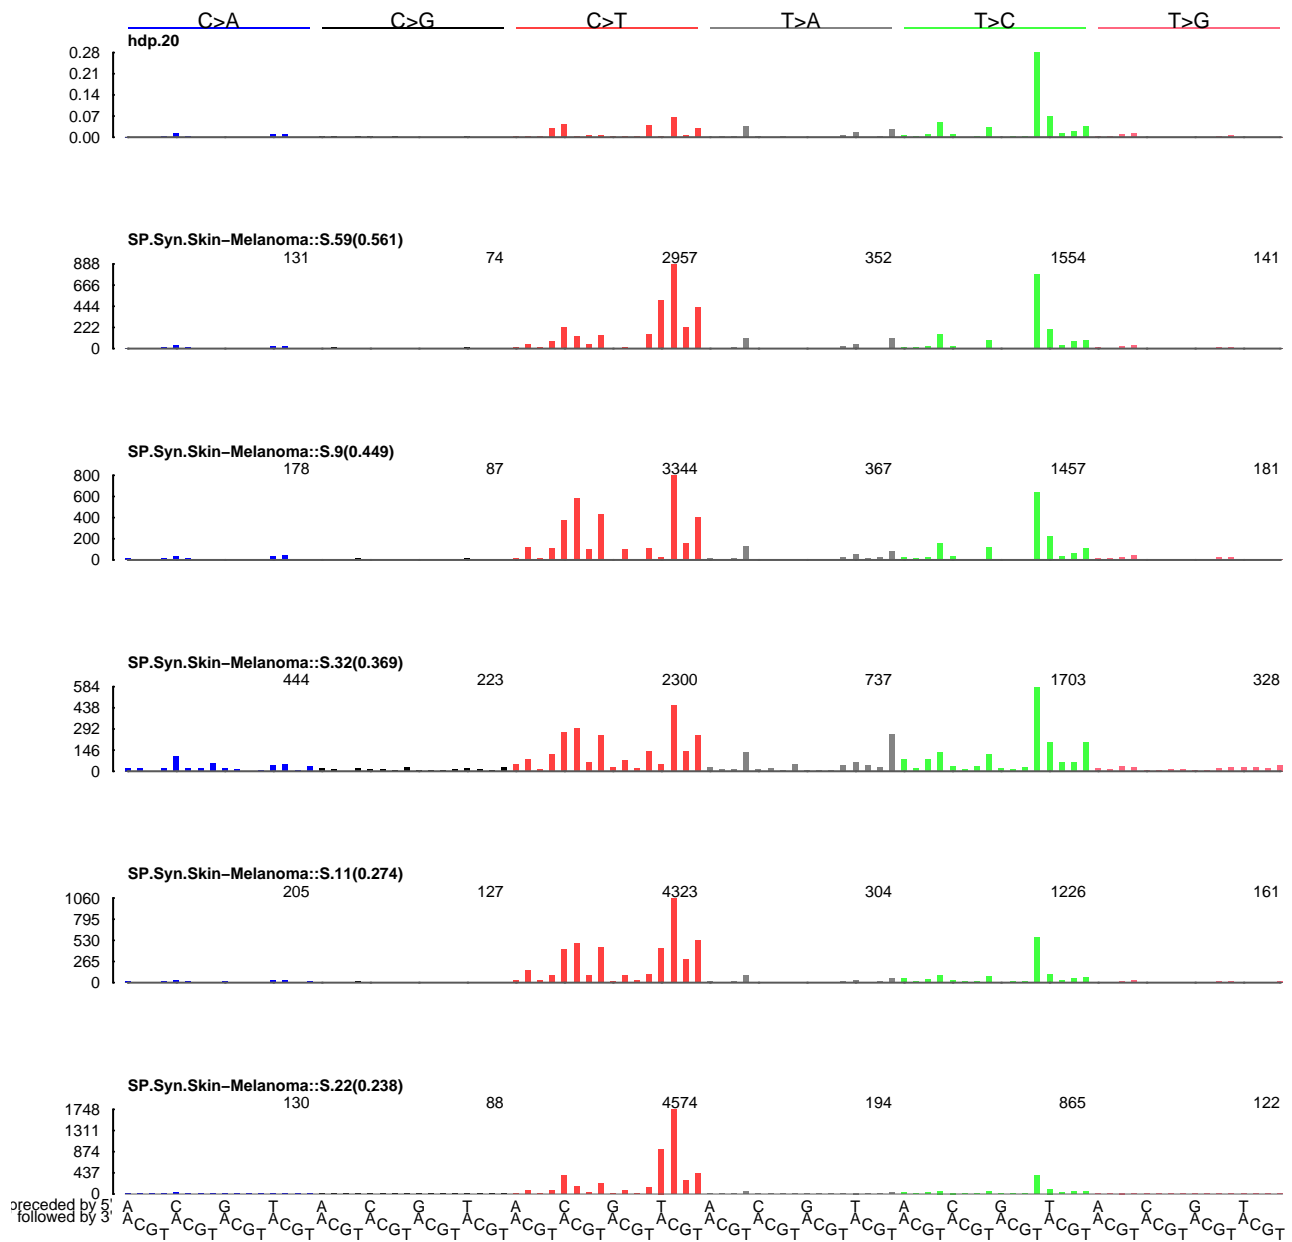 C>A C>G C>T T>A T>C T>G
hdp.20
0.28
0.21
0.14
0.07
0.00
SP.Syn.Skin−Melanoma::S.59(0.561)
131 74 2957 352 1554 141
888
666
444
222
0
SP.Syn.Skin−Melanoma::S.9(0.449)
178 87 3344 367 1457 181
800
600
400
200
0
SP.Syn.Skin−Melanoma::S.32(0.369)
444 223 2300 737 1703 328
584
438
292
146
0
SP.Syn.Skin−Melanoma::S.11(0.274)
205 127 4323 304 1226 161
1060
795
530
265
0
SP.Syn.Skin−Melanoma::S.22(0.238)
130 88 4574 194 865 122
1748
1311
874
437
0
preceded by 5' A C G T A C G T A C G T A C G T A C G T A C G T
followed by 3' A C G T A C G T A C G T A C G T A C G T A C G T A C G T A C G T A C G T A C G T A C G T A C G T A C G T A C G T A C G T A C G T A C G T A C G T A C G T A C G T A C G T A C G T A C G T A C G T